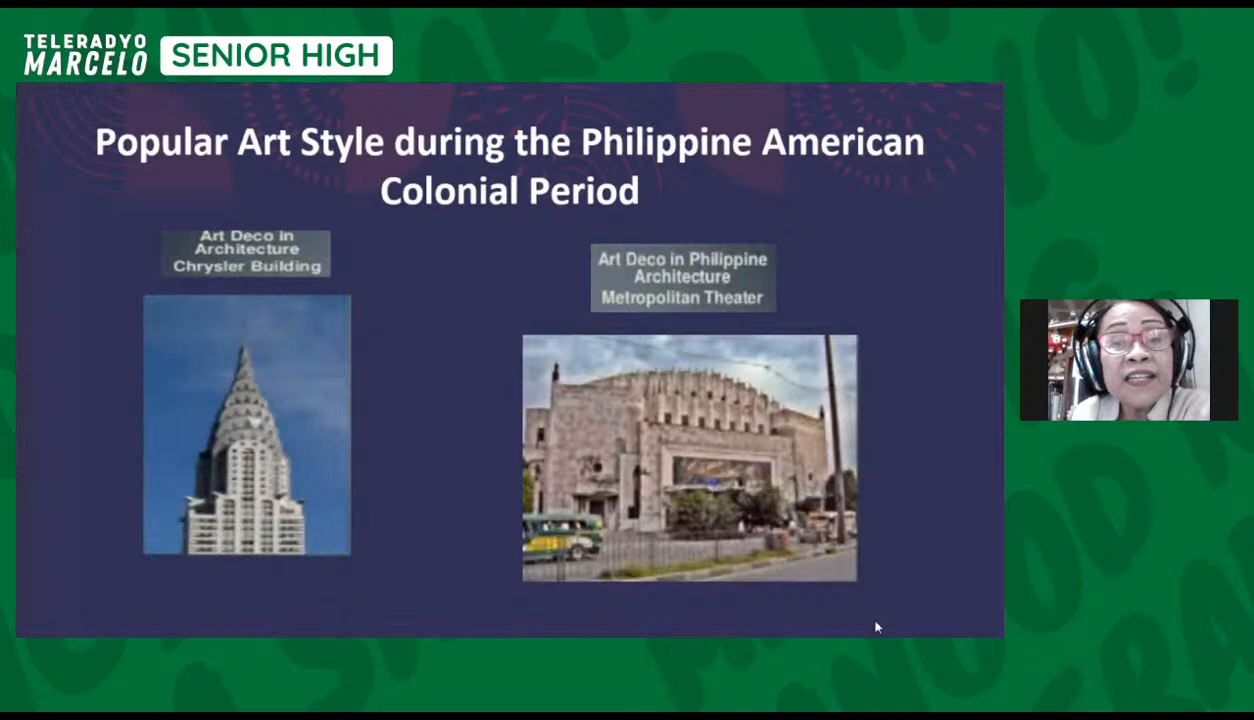 TELERADYO
MARCELO
SENIOR HIGH
Popular Art Style during the Philippine American
Colonial Period
Art Deco in
Architecture
Chrysler Building
Art Deco in Philippine
Architecture
Metropolitan Theater